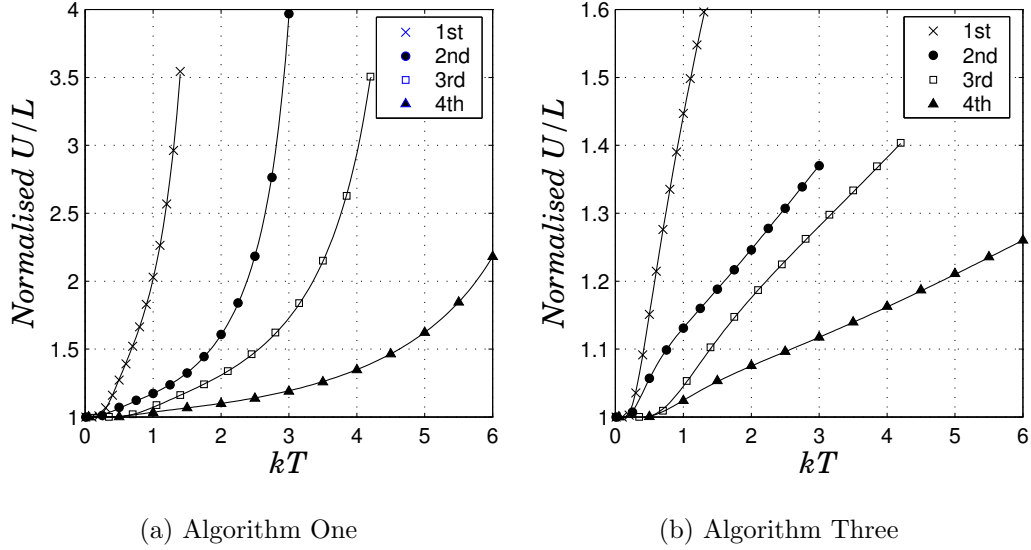 Normalised U/L
4
3.5
3
2.5
2
1.5
1
0 1 2 3 4 5 6
kT
1st
2nd
3rd
4th
(a) Algorithm One
Normalised U/L
1.6
1.5
1.4
1.3
1.2
1.1
1
0 1 2 3 4 5 6
kT
1st
2nd
3rd
4th
(b) Algorithm Three